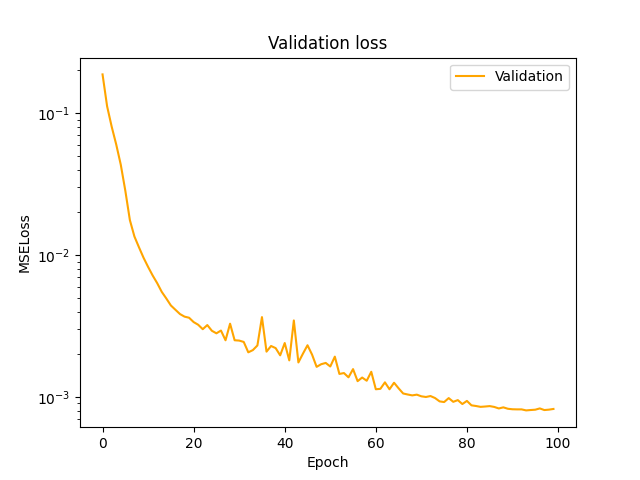 Validation loss
Validation
MSELoss
10⁻¹
10⁻²
10⁻³
0 20 40 60 80 100
Epoch